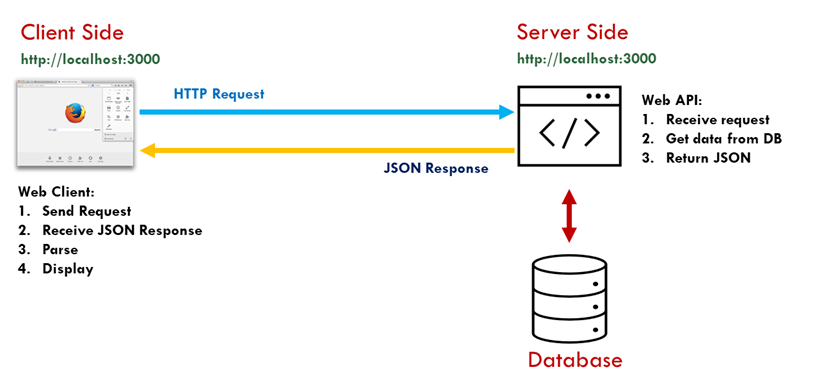 Client Side
http://localhost:3000
Server Side
http://localhost:3000
HTTP Request
JSON Response
Web Client:
1. Send Request
2. Receive JSON Response
3. Parse
4. Display
</>
Web API:
1. Receive request
2. Get data from DB
3. Return JSON
Database